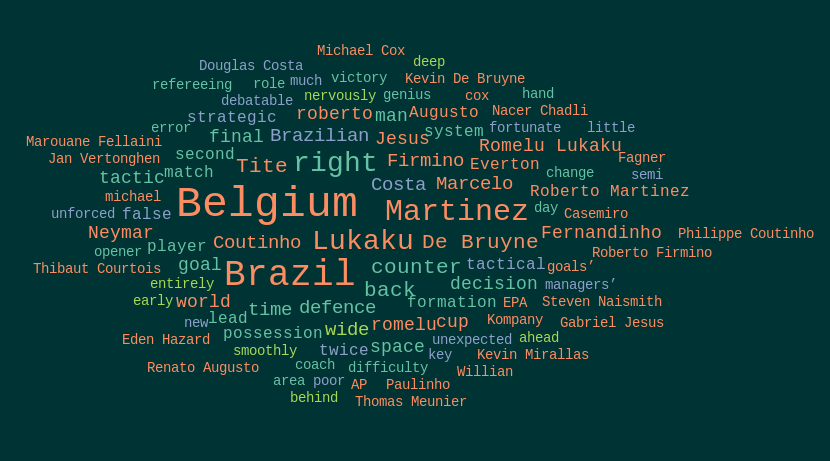 Michael Cox
Douglas Costa deep
refereeing role much victory Kevin De Bruyne
debatable nervously genius cox hand
strategic roberto man Augusto Nacer Chadli
error final Brazilian Jesus system fortunate little
Marouane Fellaini Romelu Lukaku
Jan Vertonghen second Tite right Firmino Everton Fagner
tactic match Costa Marcelo change semi
michael Roberto Martinez
unforced false Belgium Martinez day Casemiro
Neymar Coutinho Lukaku De Bruyne Fernandinho Philippe Coutinho
opener player Roberto Firmino
Thibaut Courtois goal Brazil counter tactical goals’
entirely back decision managers’
early world time defence formation EPA Steven Naismith
new lead romelu cup Kompany Gabriel Jesus
Eden Hazard possession wide unexpected ahead
smoothly twice space key Kevin Mirallas
Renato Augusto coach difficulty Willian
area poor AP Paulinho
behind Thomas Meunier